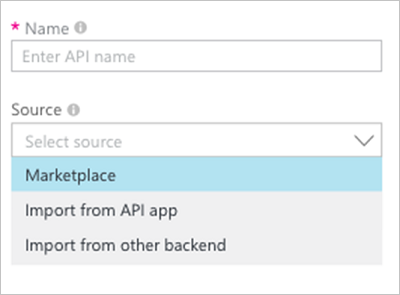 * Name
Enter API name
Source
Select source
Marketplace
Import from API app
Import from other backend